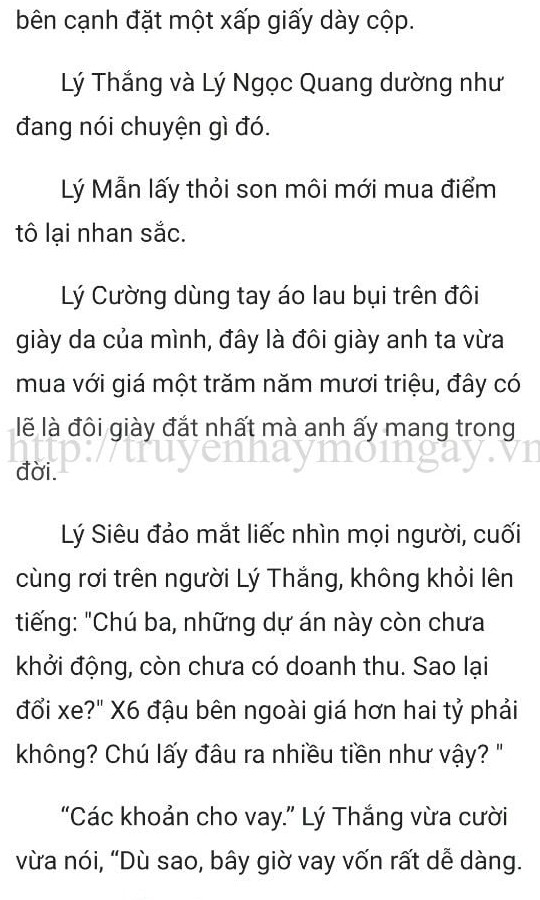 bên cạnh đặt một xấp giấy dày cộp.
Lý Thắng và Lý Ngọc Quang dường như
đang nói chuyện gì đó.
Lý Mẫn lấy thỏi son môi mới mua điểm
tô lại nhan sắc.
Lý Cường dùng tay áo lau bụi trên đôi
giày da của mình, đây là đôi giày anh ta vừa
mua với giá một trăm năm mươi triệu, đây có
lẽ là đôi giày đắt nhất mà anh ấy mang trong
http://truyenhaymoingay.vn
đời.
Lý Siêu đảo mắt liếc nhìn mọi người, cuối
cùng rơi trên người Lý Thắng, không khỏi lên
tiếng: "Chú ba, những dự án này còn chưa
khởi động, còn chưa có doanh thu. Sao lại
đổi xe?" X6 đậu bên ngoài giá hơn hai tỷ phải
không? Chú lấy đâu ra nhiều tiền như vậy? "
“Các khoản cho vay.” Lý Thắng vừa cười
vừa nói, “Dù sao, bây giờ vay vốn rất dễ dàng.